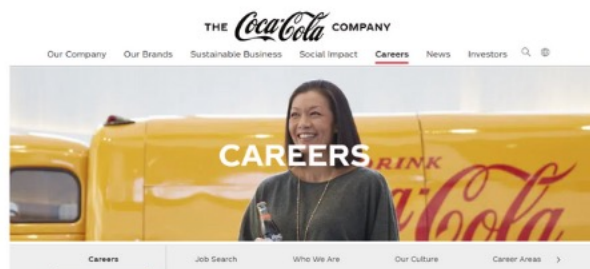 THE Coca-Cola COMPANY
Our Company Our Brands Sustainable Business Social Impact Careers News Investors
CAREERS
DRINK
Coca-Cola
Careers Job Search Who We Are Our Culture Career Areas